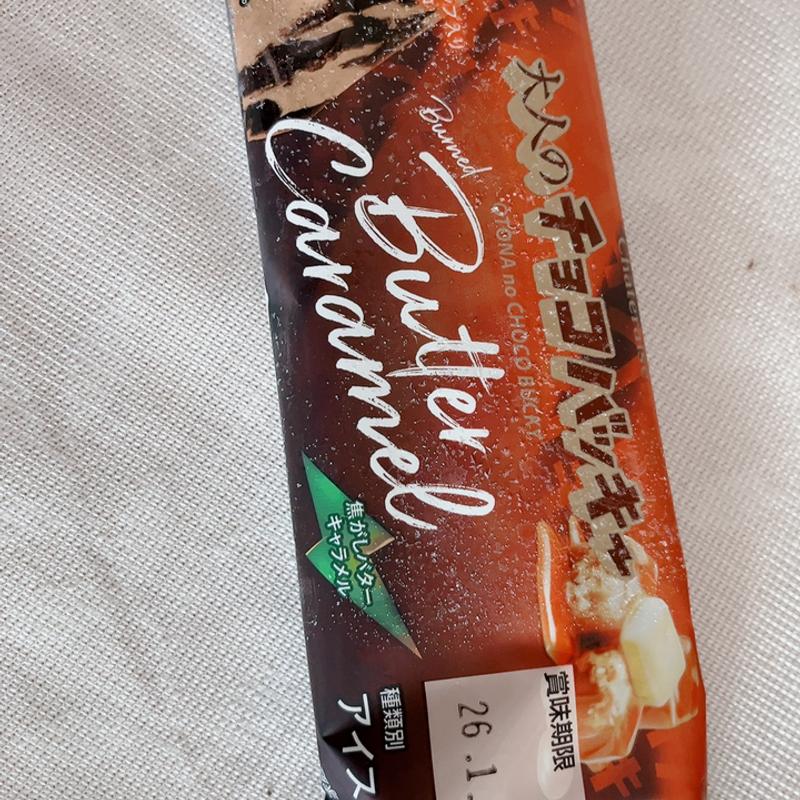 大人の
チョコバッキー
OTONA no CHOCO BUCKY
Burned
Butter
Caramel
焦がしバター
キャラメル
賞味期限
26.1.
種類別
アイス